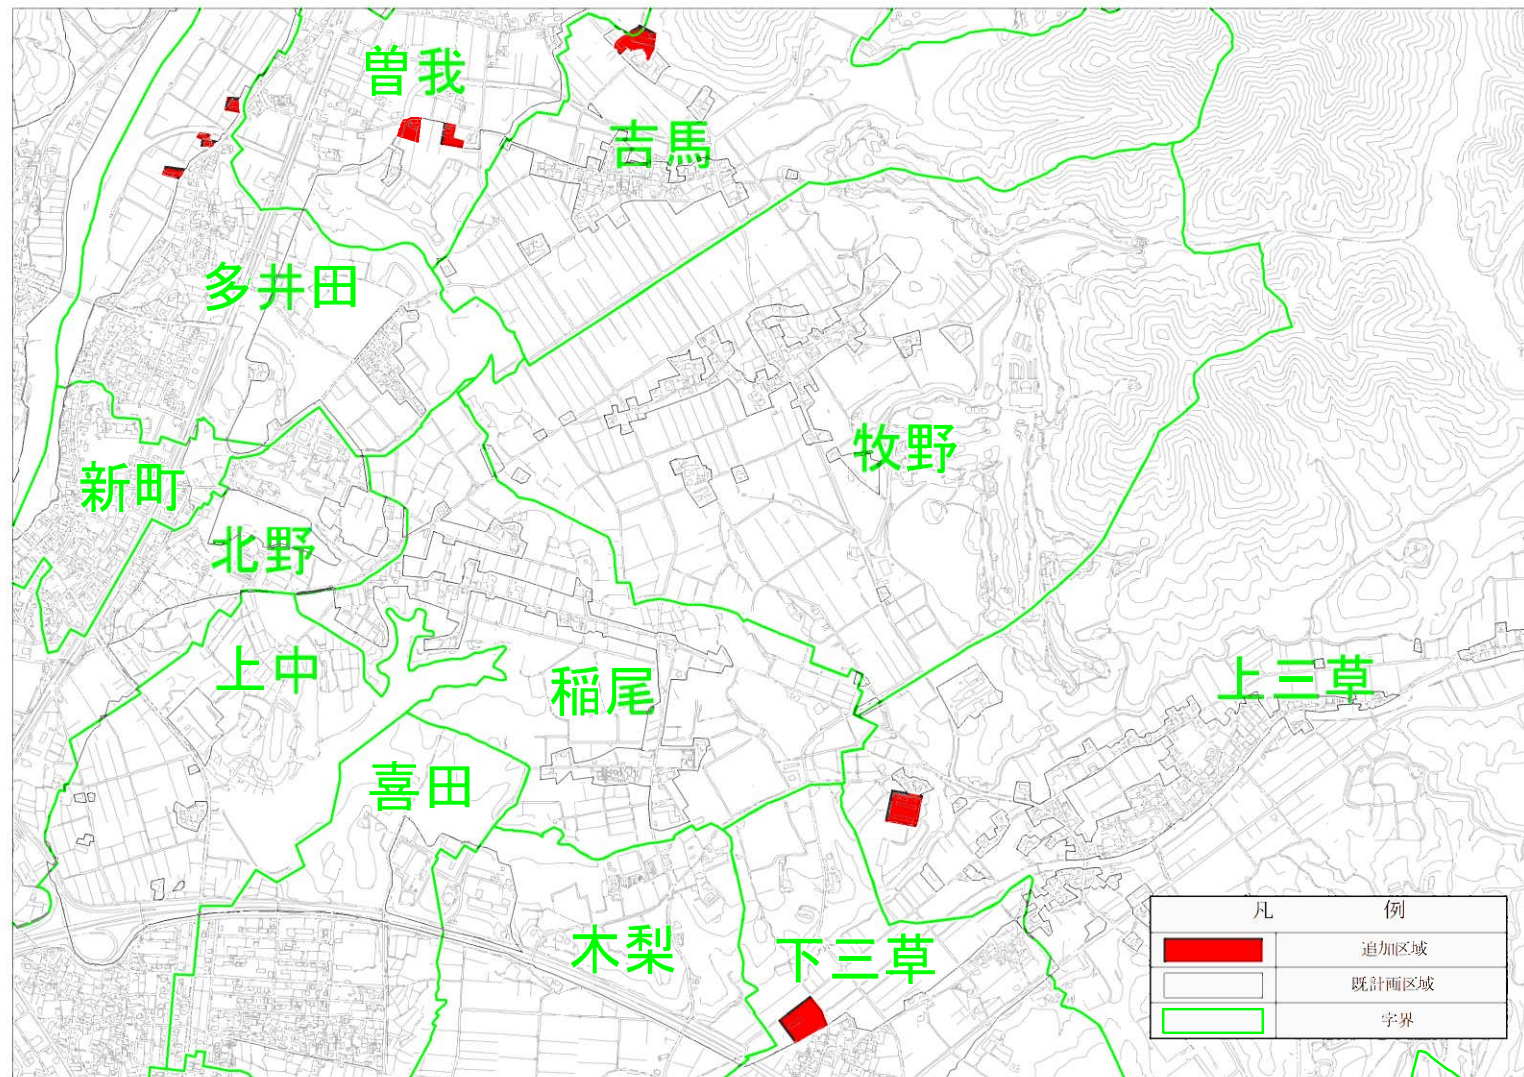 曽我
吉馬
多井田
牧野
新町
北野
上中
稲尾
上三草
喜田
木梨
下三草
凡 例
追加区域
既計画区域
字界